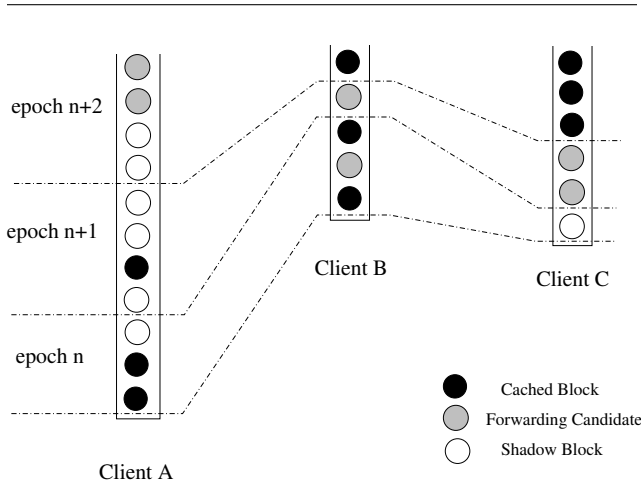 epoch n+2
epoch n+1
epoch n
Client A
Client B
Client C
Cached Block
Forwarding Candidate
Shadow Block